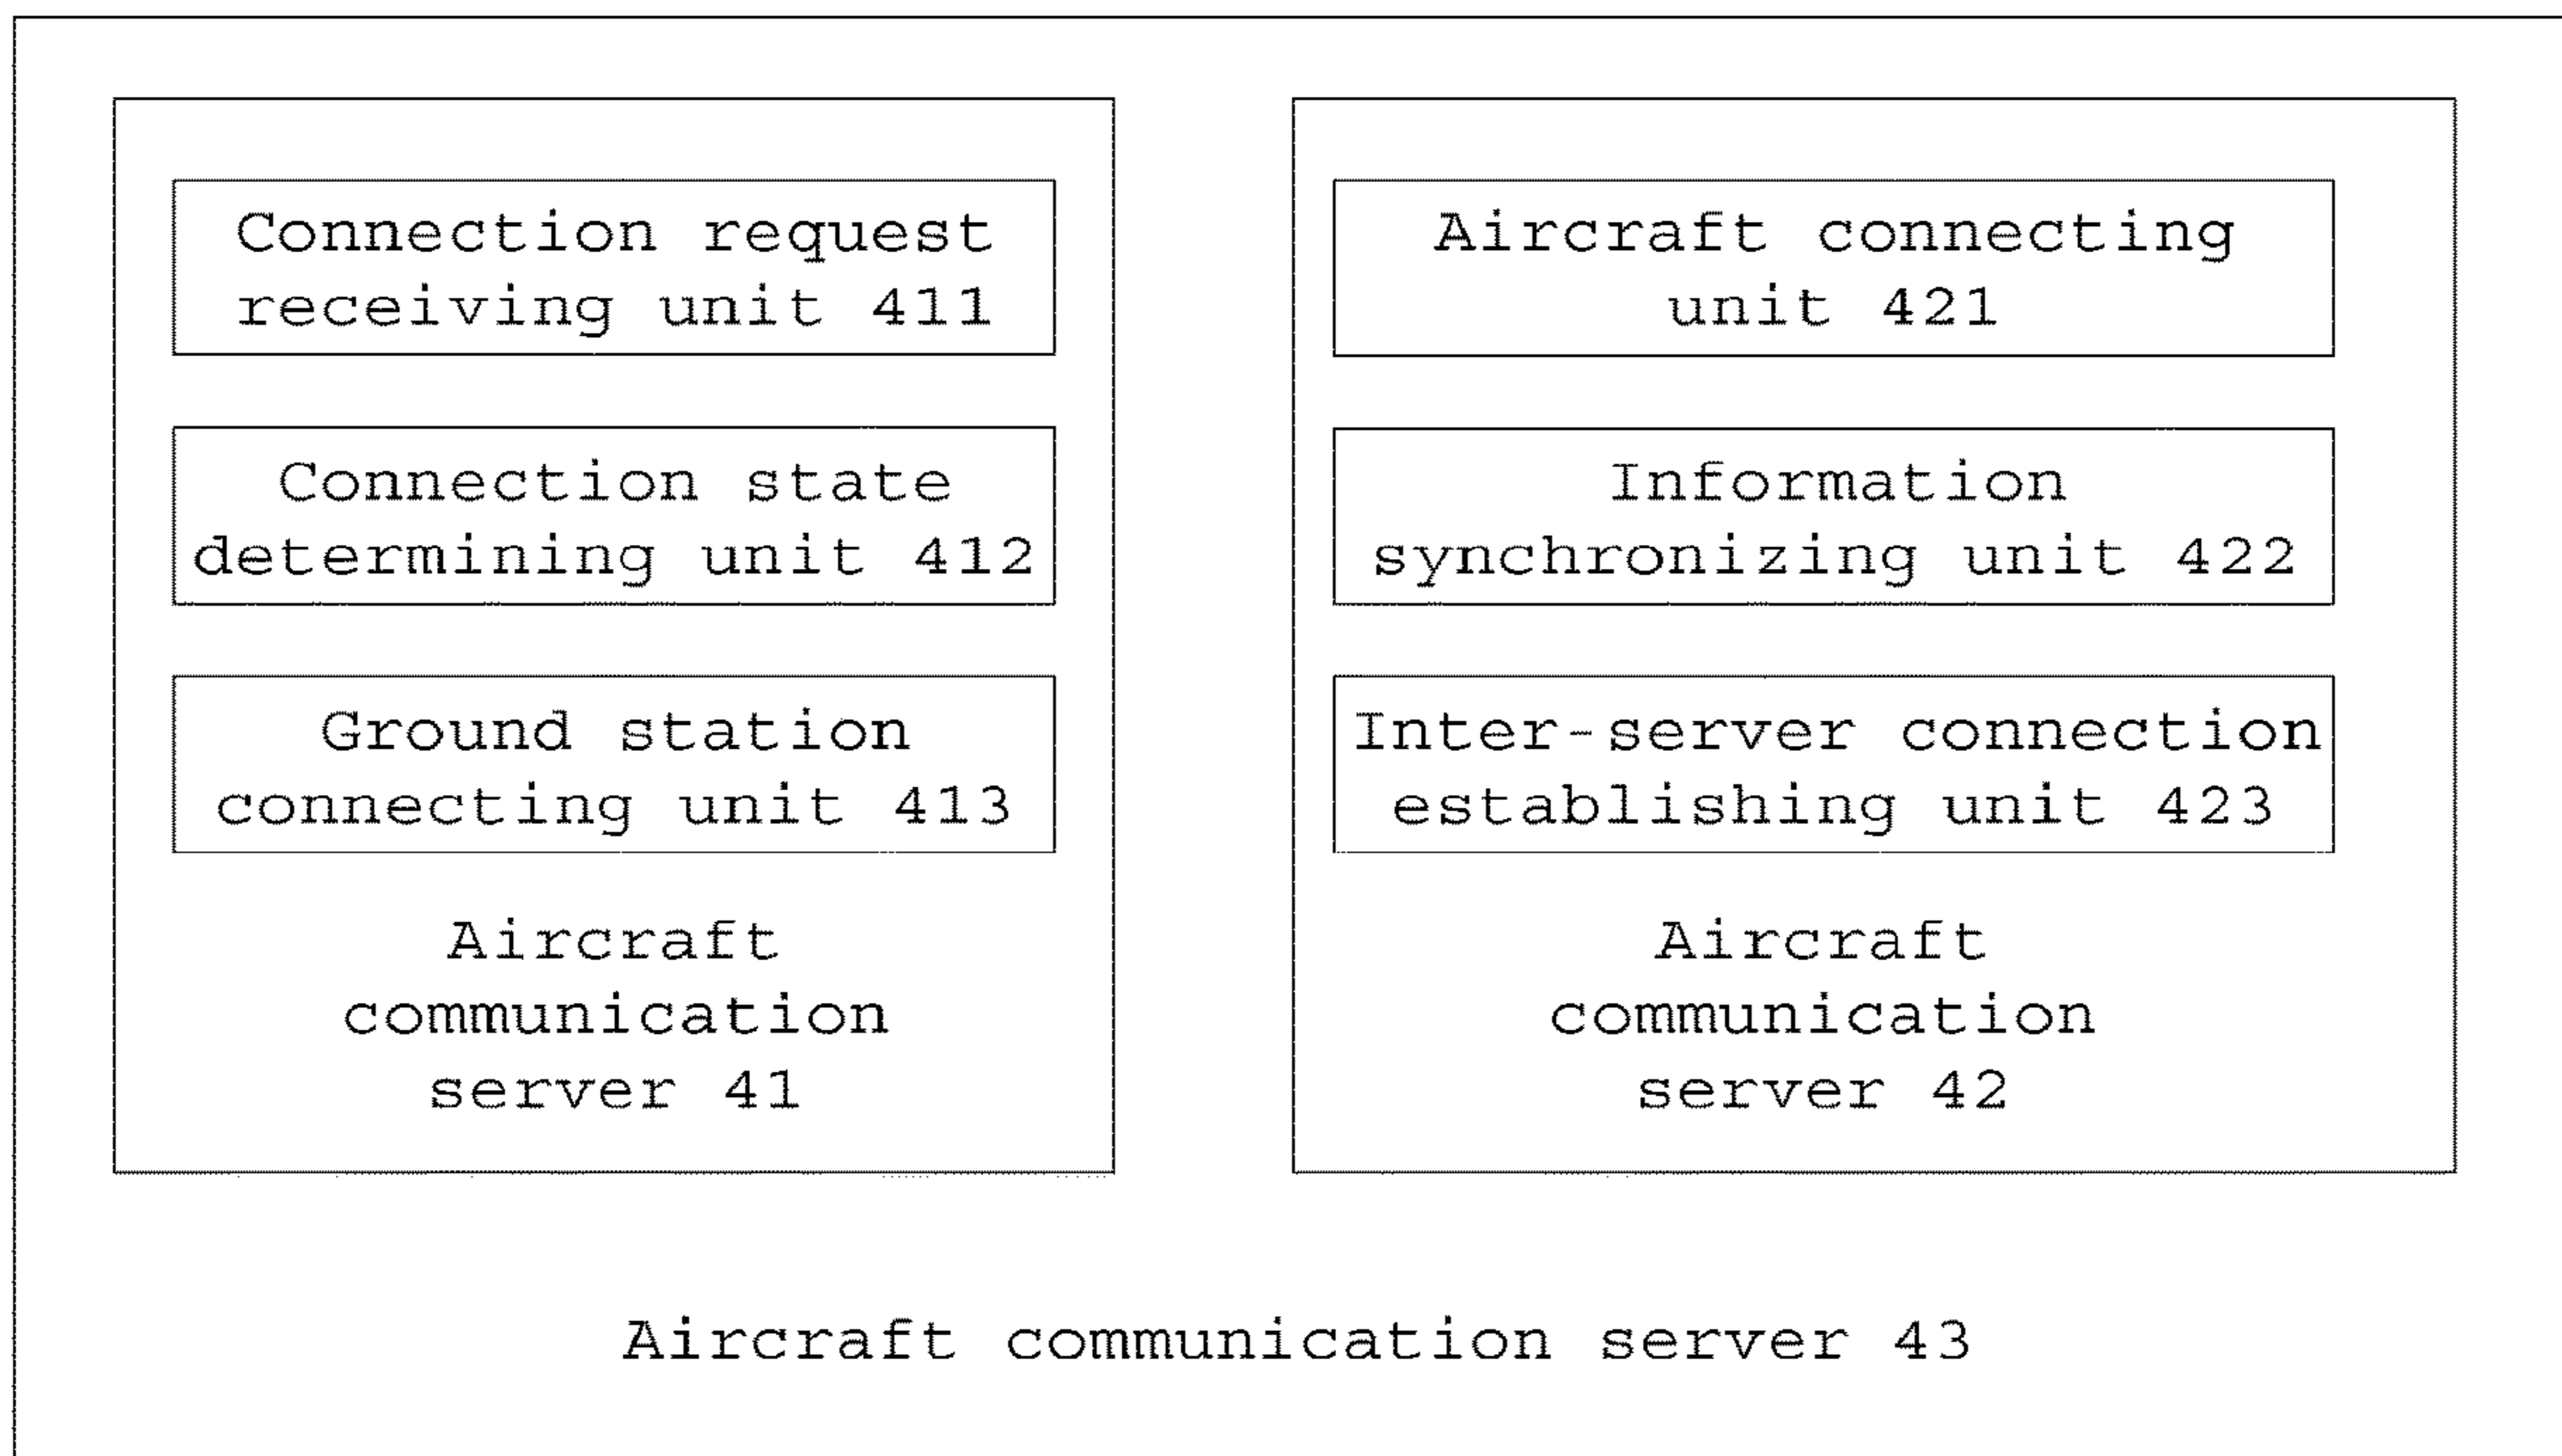 Connection request
receiving unit 411
Connection state
determining unit 412
Ground station
connecting unit 413
Aircraft
communication
server 41
Aircraft connecting
unit 421
Information
synchronizing unit 422
Inter-server connection
establishing unit 423
Aircraft
communication
server 42
Aircraft communication server 43